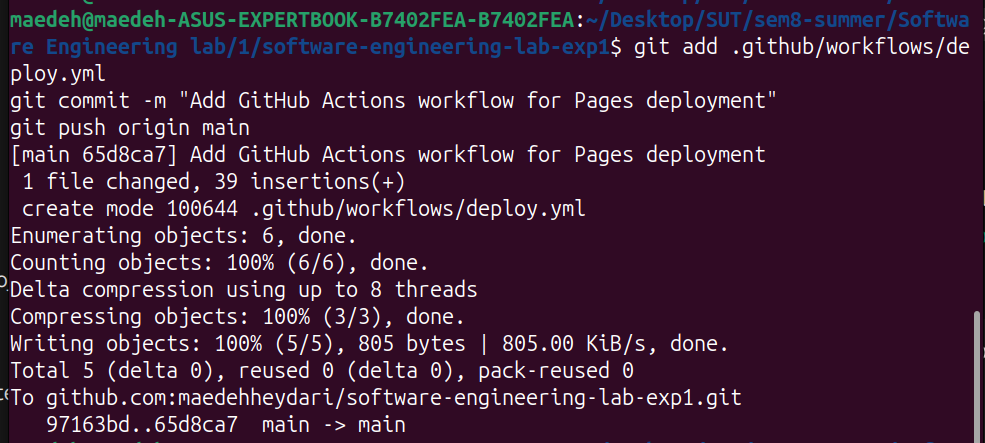 maedeh@maedeh-ASUS-EXPERTBOOK-B7402FEA-B7402FEA:~/Desktop/SUT/sem8-summer/Softwa
re Engineering lab/1/software-engineering-lab-exp1$ git add .github/workflows/de
ploy.yml
git commit -m "Add GitHub Actions workflow for Pages deployment"
git push origin main
[main 65d8ca7] Add GitHub Actions workflow for Pages deployment
 1 file changed, 39 insertions(+)
 create mode 100644 .github/workflows/deploy.yml
Enumerating objects: 6, done.
Counting objects: 100% (6/6), done.
Delta compression using up to 8 threads
Compressing objects: 100% (3/3), done.
Writing objects: 100% (5/5), 805 bytes | 805.00 KiB/s, done.
Total 5 (delta 0), reused 0 (delta 0), pack-reused 0
To github.com:maedehheydari/software-engineering-lab-exp1.git
   97163bd..65d8ca7  main -> main